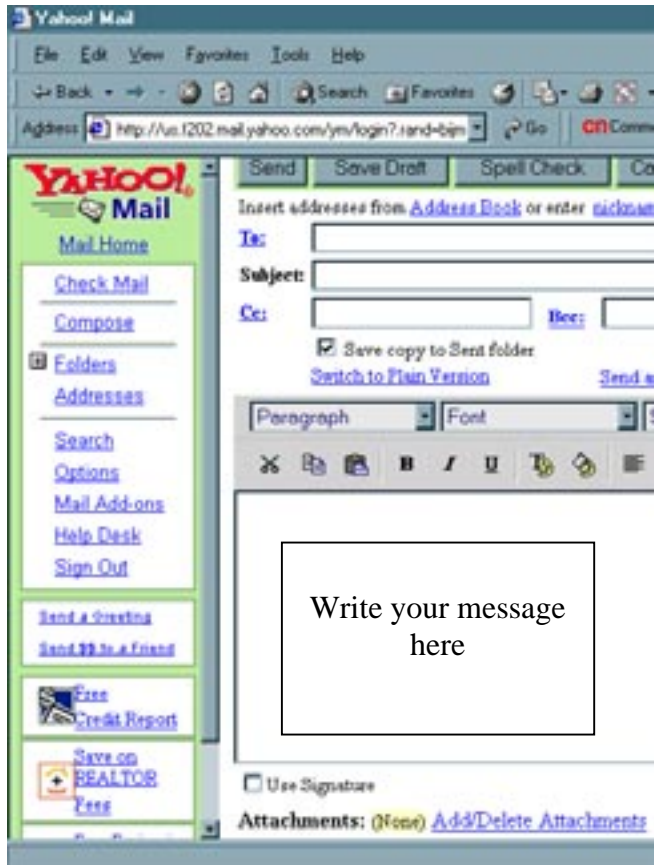 Yahoo! Mail
File Edit View Favorites Tools Help
Back Search Favorites
Address http://us.f202.mail.yahoo.com/ym/login?.rand= Go
YAHOO!
Mail
Mail Home
Check Mail
Compose
Folders
Addresses
Search
Options
Mail Add-ons
Help Desk
Sign Out
Send a Greeting
Send $$ to a Friend
Free
Credit Report
Save on
REALTOR
Fees
Send Save Draft Spell Check Ca
Insert addresses from Address Book or enter nicknam
To:
Subject:
Cc: Bcc:
Save copy to Sent folder
Switch to Plain Version Send a
Paragraph Font S
B I U
Write your message
here
Use Signature
Attachments: (None) Add/Delete Attachments